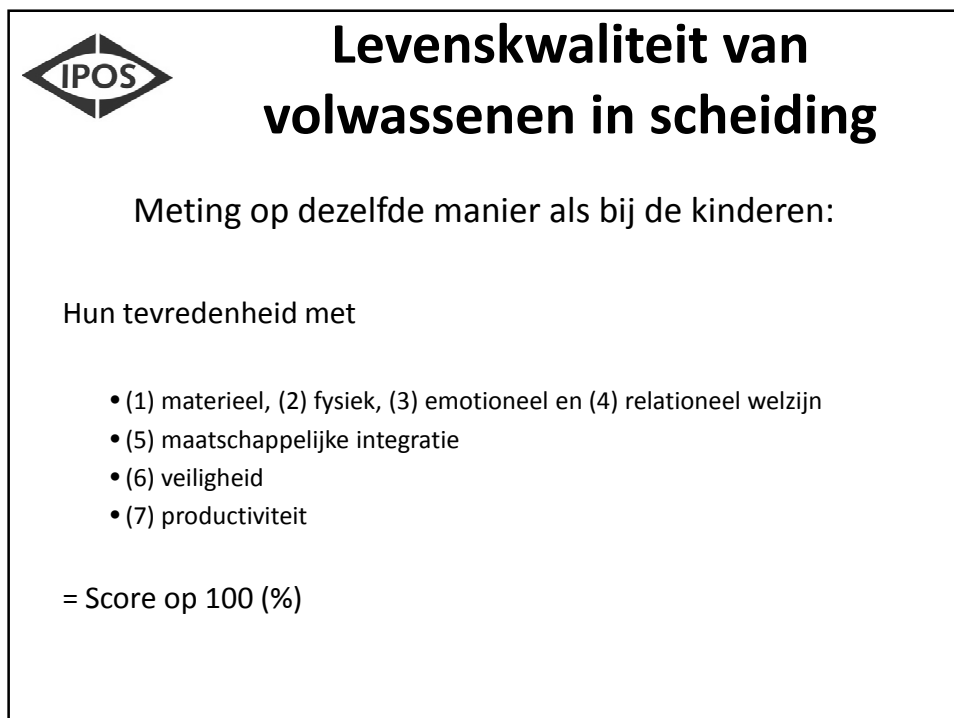 IPOS
Levenskwaliteit van
volwassenen in scheiding
Meting op dezelfde manier als bij de kinderen:
Hun tevredenheid met
• (1) materieel, (2) fysiek, (3) emotioneel en (4) relationeel welzijn
• (5) maatschappelijke integratie
• (6) veiligheid
• (7) productiviteit
= Score op 100 (%)